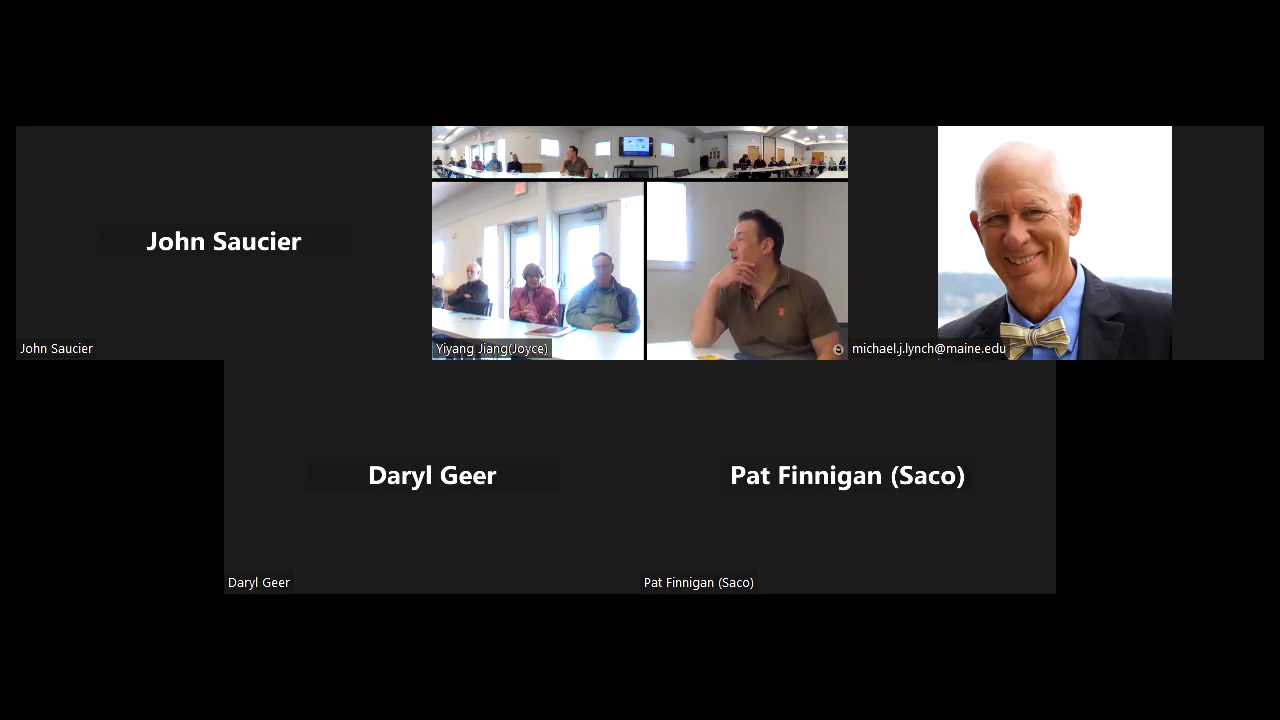 John Saucier
John Saucier
Yiyang Jiang(Joyce)
michael.j.lynch@maine.edu
Daryl Geer
Pat Finnigan (Saco)
Daryl Geer
Pat Finnigan (Saco)